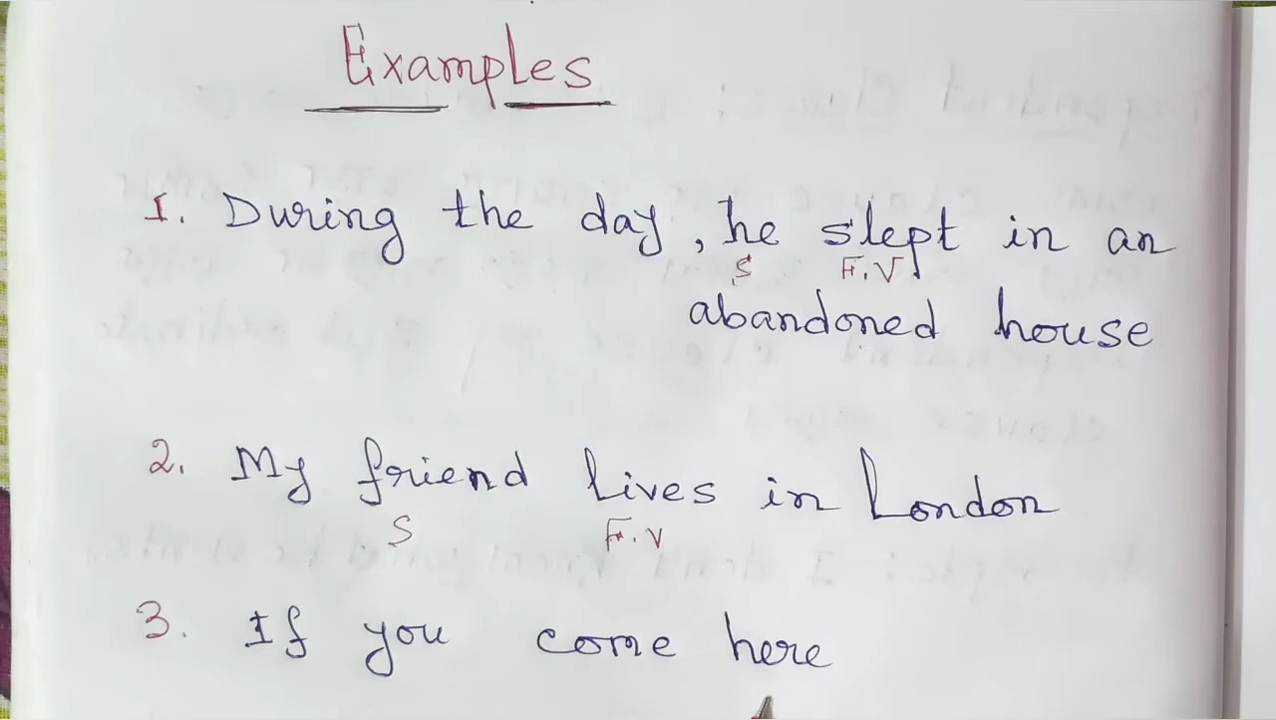 Examples
1. During the day, he slept in an
S F.V
abandoned house
2. My friend lives in London
S F.V
3. If you come here